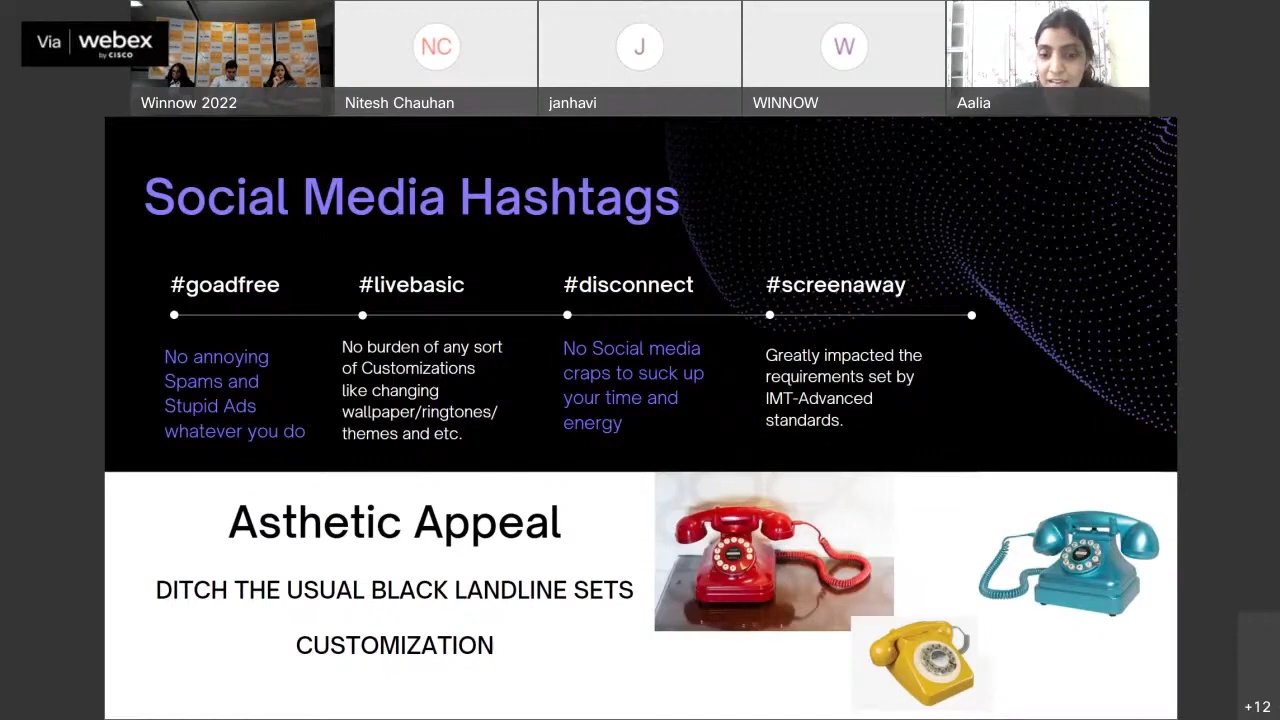 Via webex
by CISCO
Winnow 2022
NC
Nitesh Chauhan
J
janhavi
W
WINNOW
Aalia
Social Media Hashtags
#goadfree
#livebasic
#disconnect
#screenaway
No annoying
Spams and
Stupid Ads
whatever you do
No burden of any sort
of Customizations
like changing
wallpaper/ringtones/
themes and etc.
No Social media
craps to suck up
your time and
energy
Greatly impacted the
requirements set by
IMT-Advanced
standards.
Asthetic Appeal
DITCH THE USUAL BLACK LANDLINE SETS
CUSTOMIZATION
+12